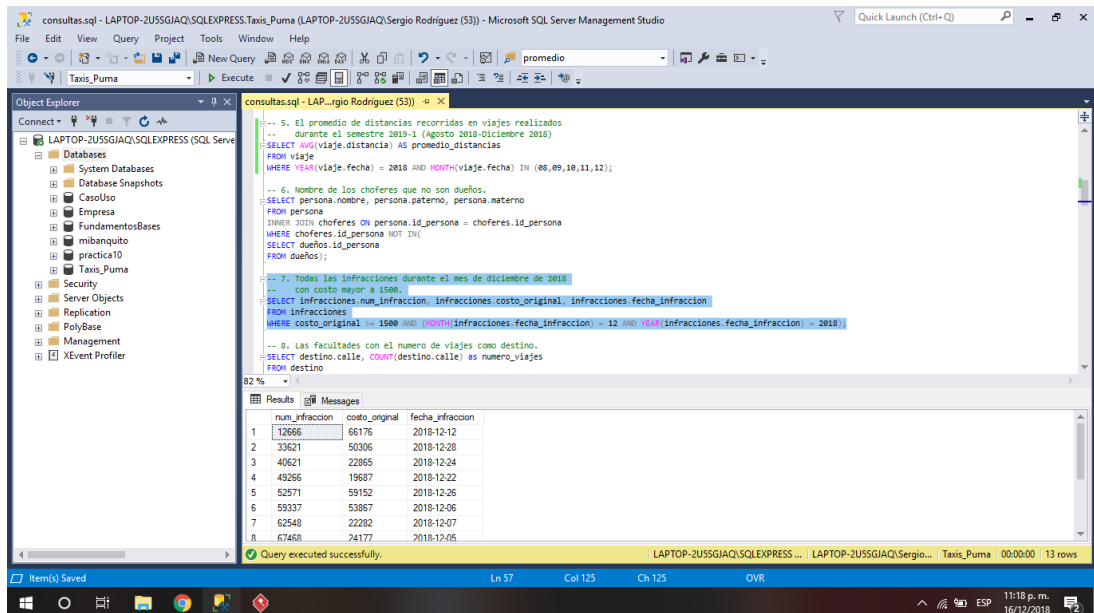 consultas.sql - LAPTOP-2U5SGJAQ\SQLEXPRESS.Taxis_Puma (LAPTOP-2U5SGJAQ\Sergio Rodríguez (53)) - Microsoft SQL Server Management Studio
Quick Launch (Ctrl+Q)
File Edit View Query Project Tools Window Help
New Query
promedio
Taxis_Puma
Execute
Object Explorer
Connect
LAPTOP-2U5SGJAQ\SQLEXPRESS (SQL Serve
Databases
System Databases
Database Snapshots
CasoUso
Empresa
FundamentosBases
mibanquito
practica10
Taxis_Puma
Security
Server Objects
Replication
PolyBase
Management
XEvent Profiler
consultas.sql - LAP...rgio Rodríguez (53))
-- 5. El promedio de distancias recorridas en viajes realizados
-- durante el semestre 2019-1 (Agosto 2018-Diciembre 2018)
SELECT AVG(viaje.distancia) AS promedio_distancias
FROM viaje
WHERE YEAR(viaje.fecha) = 2018 AND MONTH(viaje.fecha) IN (08,09,10,11,12);
-- 6. Nombre de los choferes que no son dueños.
SELECT persona.nombre, persona.paterno, persona.materno
FROM persona
INNER JOIN choferes ON persona.id_persona = choferes.id_persona
WHERE choferes.id_persona NOT IN(
SELECT dueños.id_persona
FROM dueños);
-- 7. Todas las infracciones durante el mes de diciembre de 2018
-- con costo mayor a 1500.
SELECT infracciones.num_infraccion, infracciones.costo_original, infracciones.fecha_infraccion
FROM infracciones
WHERE costo_original >= 1500 AND (MONTH(infracciones.fecha_infraccion) = 12 AND YEAR(infracciones.fecha_infraccion) = 2018);
-- 8. Las facultades con el numero de viajes como destino.
SELECT destino.calle, COUNT(destino.calle) as numero_viajes
FROM destino
82 %
Results Messages
num_infraccion costo_original fecha_infraccion
1 12666 66176 2018-12-12
2 33621 50306 2018-12-28
3 40621 22865 2018-12-24
4 49266 19687 2018-12-22
5 52571 59152 2018-12-26
6 59337 53867 2018-12-06
7 62548 22282 2018-12-07
8 67468 24177 2018-12-05
Query executed successfully.
LAPTOP-2U5SGJAQ\SQLEXPRESS ... LAPTOP-2U5SGJAQ\Sergio... Taxis_Puma 00:00:00 13 rows
Item(s) Saved
Ln 57 Col 125 Ch 125 OVR
ESP
11:18 p. m.
16/12/2018
2